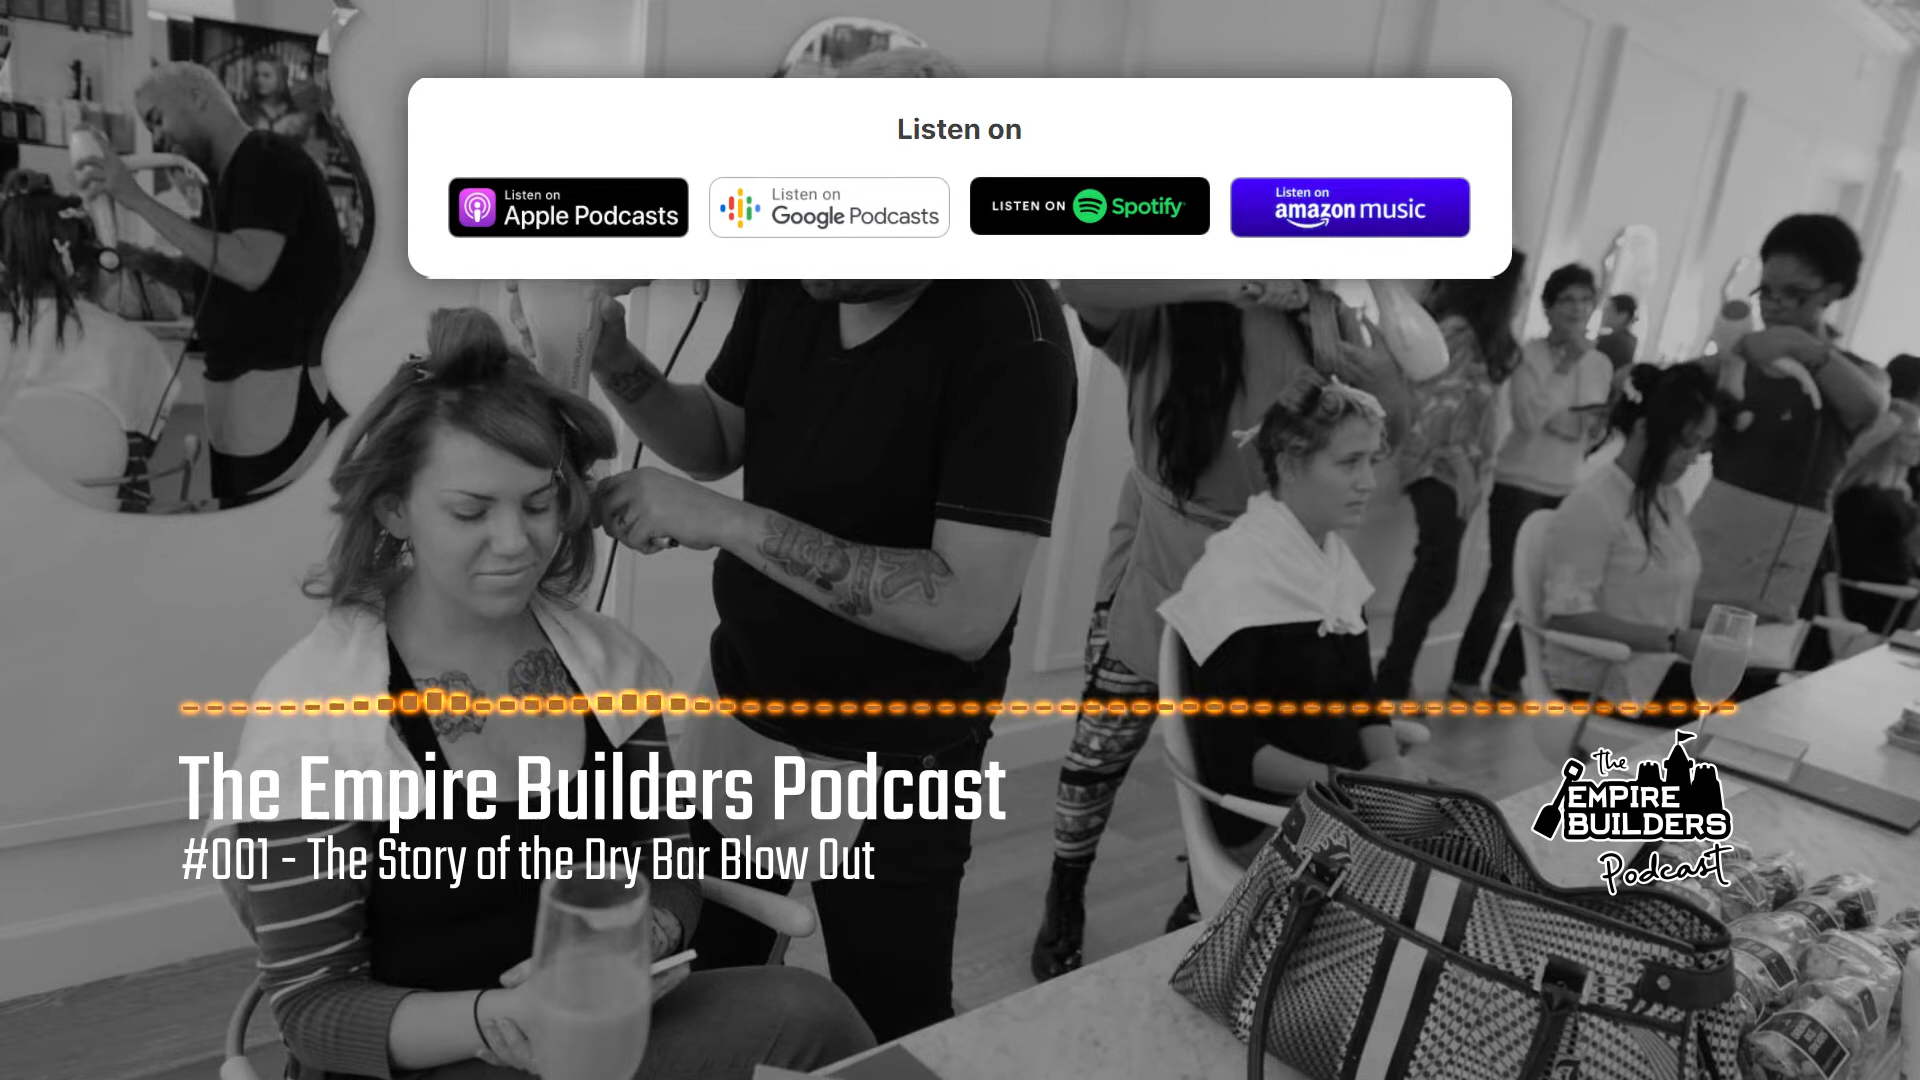 Listen on
Listen on
Apple Podcasts
Listen on
Google Podcasts
LISTEN ON Spotify
Listen on
amazon music
The Empire Builders Podcast
#001 - The Story of the Dry Bar Blow Out
the
EMPIRE
BUILDERS
Podcast